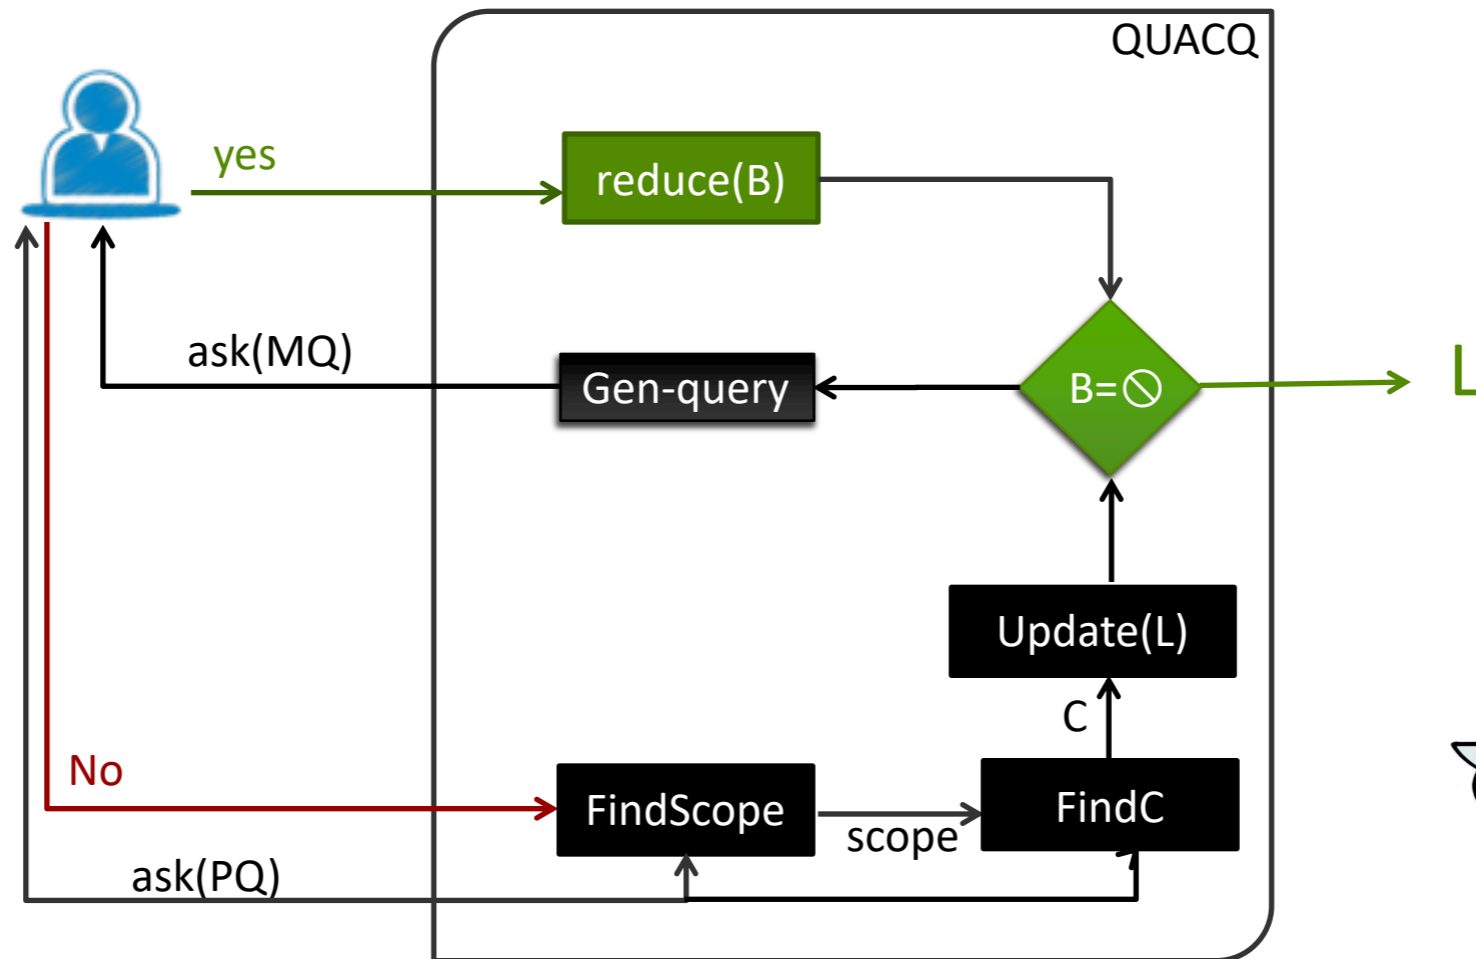 QUACQ
yes
reduce(B)
ask(MQ)
Gen-query
B=∅
L
Update(L)
C
No
FindScope
scope
FindC
ask(PQ)